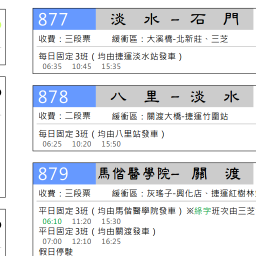 877 淡水－石門
收費：三段票 緩衝區：大溪橋-北新莊、三芝
每日固定3班（均由捷運淡水站發車）
06:35 10:45 15:35
878 八里－淡水
收費：二段票 緩衝區：關渡大橋-捷運竹圍站
每日固定3班（均由八里站發車）
06:25 10:20 15:50
879 馬偕醫學院－關渡
收費：三段票 緩衝區：灰瑤子-興化店、捷運紅樹林
平日固定3班（均由馬偕醫學院發車）※綠字班次由三芝
06:10 11:20 15:30
平日固定3班（均由關渡發車）
07:00 12:10 16:25
假日停駛